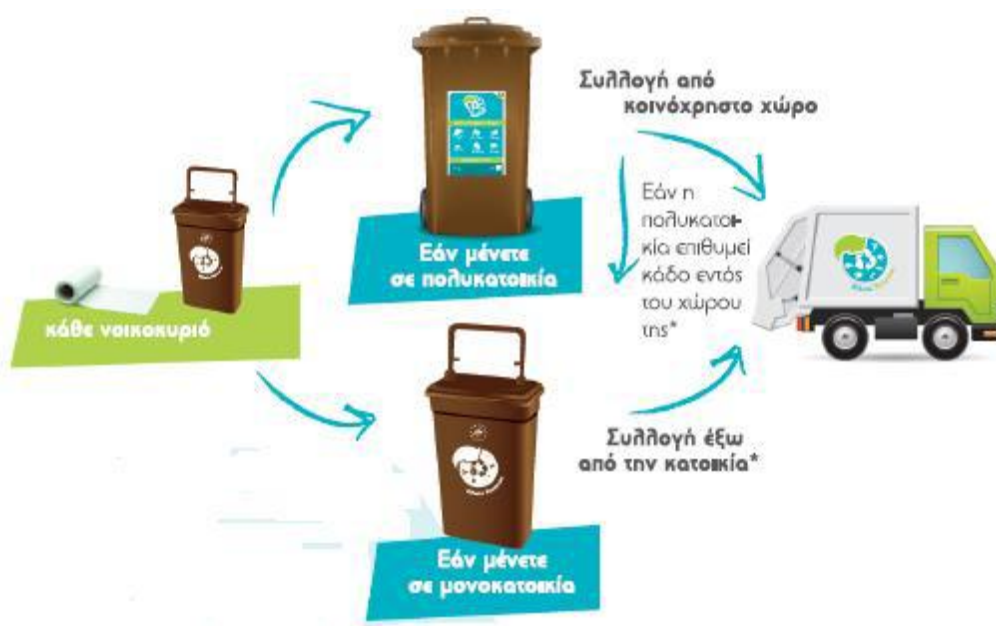 Συλλογή από
κοινόχρηστο χώρο
Εάν η
πολυκατοι-
κία επιθυμεί
κάδο εντός
του χώρου
της*
Εάν μένετε
σε πολυκατοικία
κάθε νοικοκυριό
Συλλογή έξω
από την κατοικία*
Εάν μένετε
σε μονοκατοικία